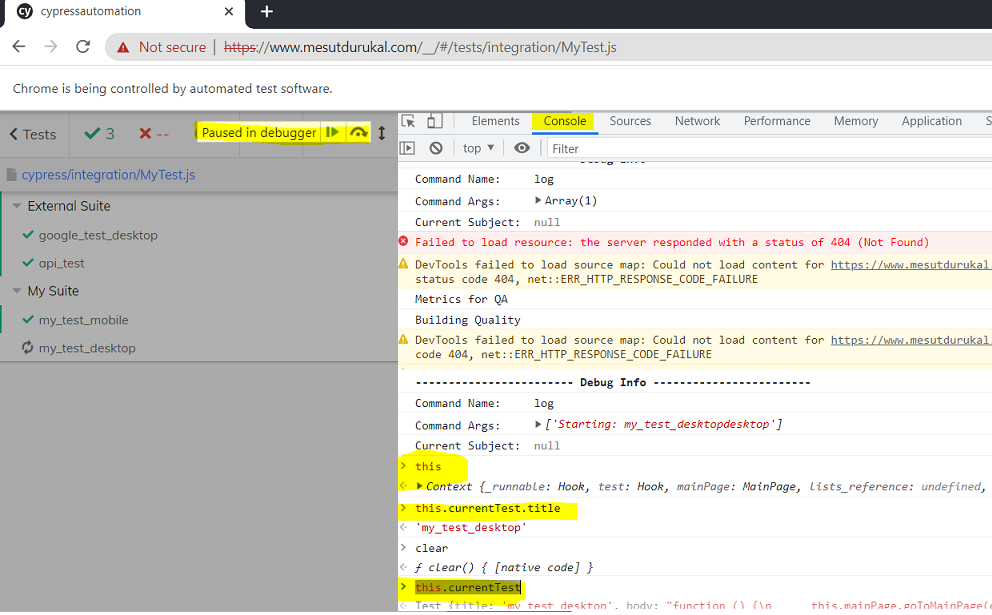 cy cypressautomation
Not secure | https://www.mesutdurukal.com/__/#/tests/integration/MyTest.js
Chrome is being controlled by automated test software.
Tests 3 -- Paused in debugger
cypress/integration/MyTest.js
External Suite
google_test_desktop
api_test
My Suite
my_test_mobile
my_test_desktop
Elements Console Sources Network Performance Memory Application S
top Filter
Debug Info
Command Name: log
Command Args: Array(1)
Current Subject: null
Failed to load resource: the server responded with a status of 404 (Not Found)
DevTools failed to load source map: Could not load content for https://www.mesutdurukal.
status code 404, net::ERR_HTTP_RESPONSE_CODE_FAILURE
Metrics for QA
Building Quality
DevTools failed to load source map: Could not load content for https://www.mesutdurukal.
code 404, net::ERR_HTTP_RESPONSE_CODE_FAILURE
----------------------- Debug Info -----------------------
Command Name: log
Command Args: ['Starting: my_test_desktopdesktop']
Current Subject: null
> this
Context {_runnable: Hook, test: Hook, mainPage: MainPage, lists_reference: undefined,
> this.currentTest.title
'my_test_desktop'
> clear
ƒ clear() { [native code] }
> this.currentTest
Test {title: 'my_test_desktop', body: "function () {\n this.mainPage.goToMainPage(e